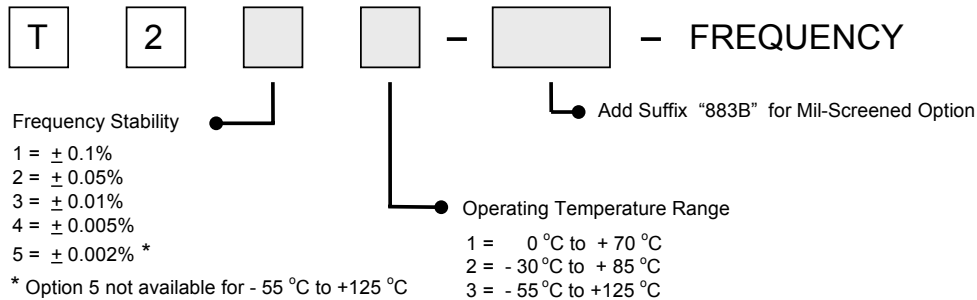 T 2 – – FREQUENCY
Add Suffix “883B” for Mil-Screened Option
Frequency Stability
1 = ± 0.1%
2 = ± 0.05%
3 = ± 0.01%
4 = ± 0.005%
5 = ± 0.002% *
* Option 5 not available for - 55 °C to +125 °C
Operating Temperature Range
1 = 0 °C to + 70 °C
2 = - 30 °C to + 85 °C
3 = - 55 °C to +125 °C